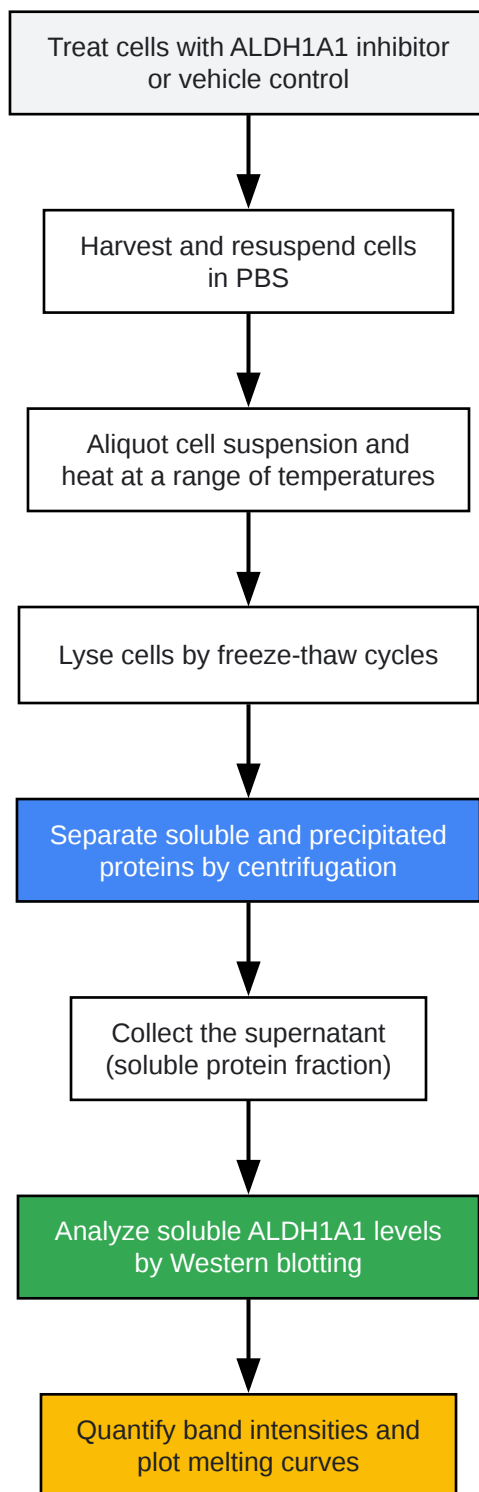 Treat cells with ALDH1A1 inhibitor
or vehicle control
Harvest and resuspend cells
in PBS
Aliquot cell suspension and
heat at a range of temperatures
Lyse cells by freeze-thaw cycles
Separate soluble and precipitated
proteins by centrifugation
Collect the supernatant
(soluble protein fraction)
Analyze soluble ALDH1A1 levels
by Western blotting
Quantify band intensities and
plot melting curves